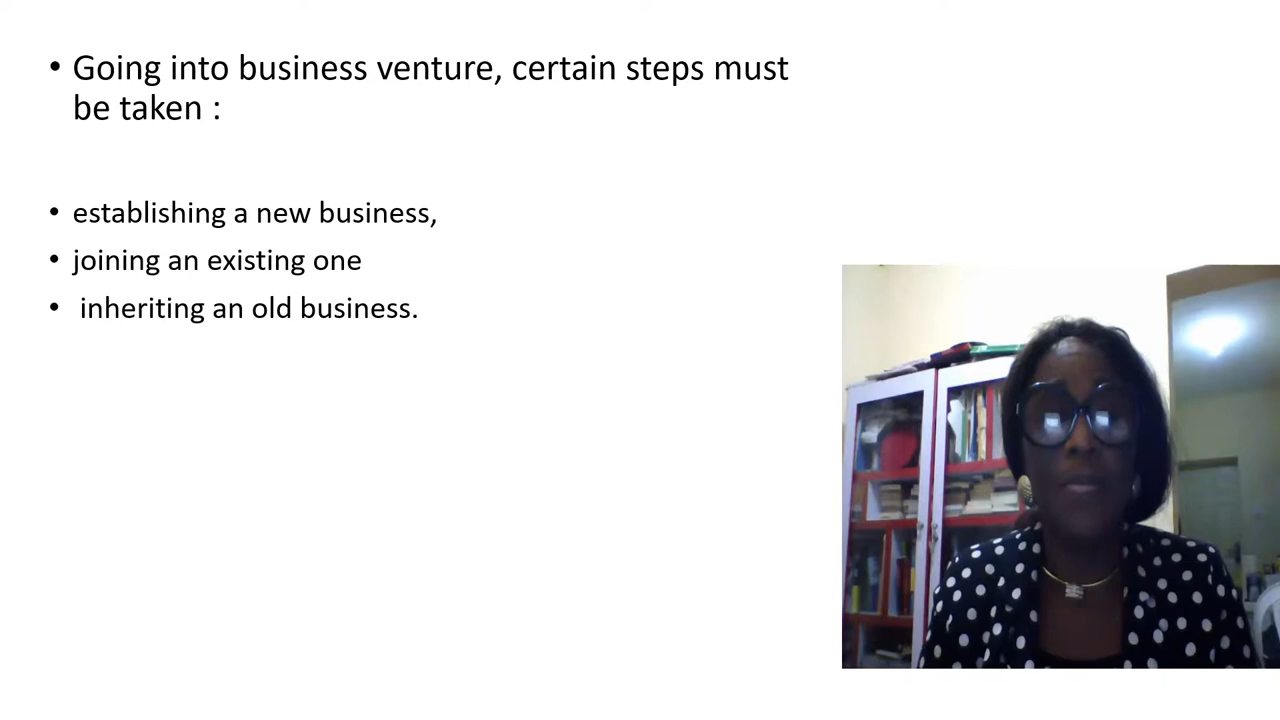 • Going into business venture, certain steps must
be taken :
• establishing a new business,
• joining an existing one
• inheriting an old business.